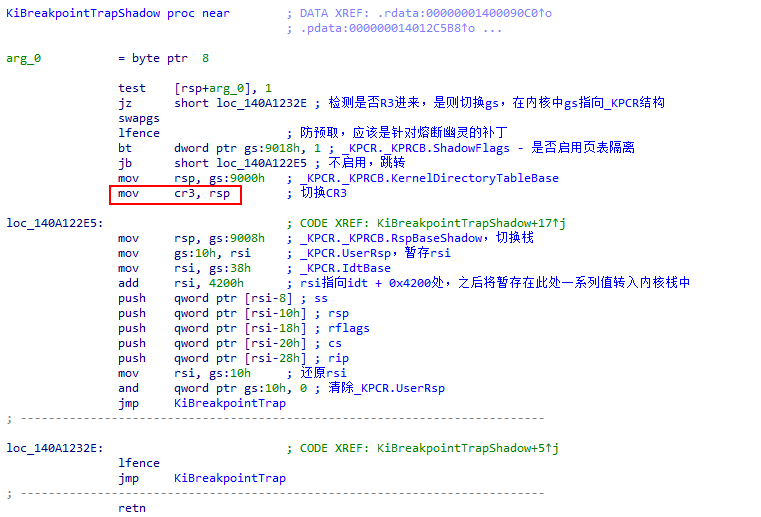 KiBreakpointTrapShadow proc near ; DATA XREF: .rdata:00000001400090C0↑o
; .pdata:000000014012C5B8↑o ...
arg_0 = byte ptr 8
test [rsp+arg_0], 1
jz short loc_140A1232E ; 检测是否R3进来，是则切换gs，在内核中gs指向_KPCR结构
swapgs
lfence ; 防预取，应该是针对熔断幽灵的补丁
bt dword ptr gs:9018h, 1 ; _KPCR._KPRCB.ShadowFlags - 是否启用页表隔离
jb short loc_140A122E5 ; 不启用，跳转
mov rsp, gs:9000h ; _KPCR._KPRCB.KernelDirectoryTableBase
mov cr3, rsp ; 切换CR3
loc_140A122E5: ; CODE XREF: KiBreakpointTrapShadow+17↑j
mov rsp, gs:9008h ; _KPCR._KPRCB.RspBaseShadow，切换栈
mov gs:10h, rsi ; _KPCR.UserRsp，暂存rsi
mov rsi, gs:38h ; _KPCR.IdtBase
add rsi, 4200h ; rsi指向idt + 0x4200处，之后将暂存在此处一系列值转入内核栈中
push qword ptr [rsi-8] ; ss
push qword ptr [rsi-10h] ; rsp
push qword ptr [rsi-18h] ; rflags
push qword ptr [rsi-20h] ; cs
push qword ptr [rsi-28h] ; rip
mov rsi, gs:10h ; 还原rsi
and qword ptr gs:10h, 0 ; 清除_KPCR.UserRsp
jmp KiBreakpointTrap
; ---------------------------------------------------------------------------
loc_140A1232E: ; CODE XREF: KiBreakpointTrapShadow+5↑j
lfence
jmp KiBreakpointTrap
; ---------------------------------------------------------------------------
retn